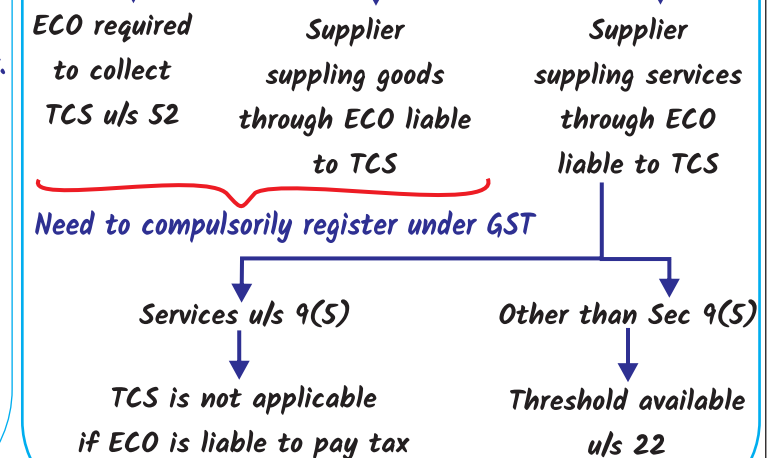 ECO required
to collect
TCS u/s 52
Supplier
suppling goods
through ECO liable
to TCS
Supplier
suppling services
through ECO
liable to TCS
Need to compulsorily register under GST
Services u/s 9(5)
Other than Sec 9(5)
TCS is not applicable
if ECO is liable to pay tax
Threshold available
u/s 22